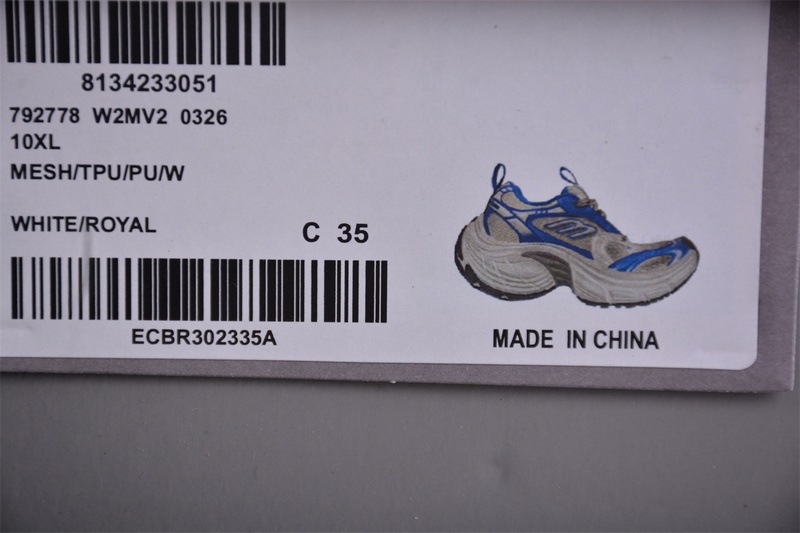 8134233051
792778 W2MV2 0326
10XL
MESH/TPU/PU/W
WHITE/ROYAL
C 35
ECBR302335A
MADE IN CHINA